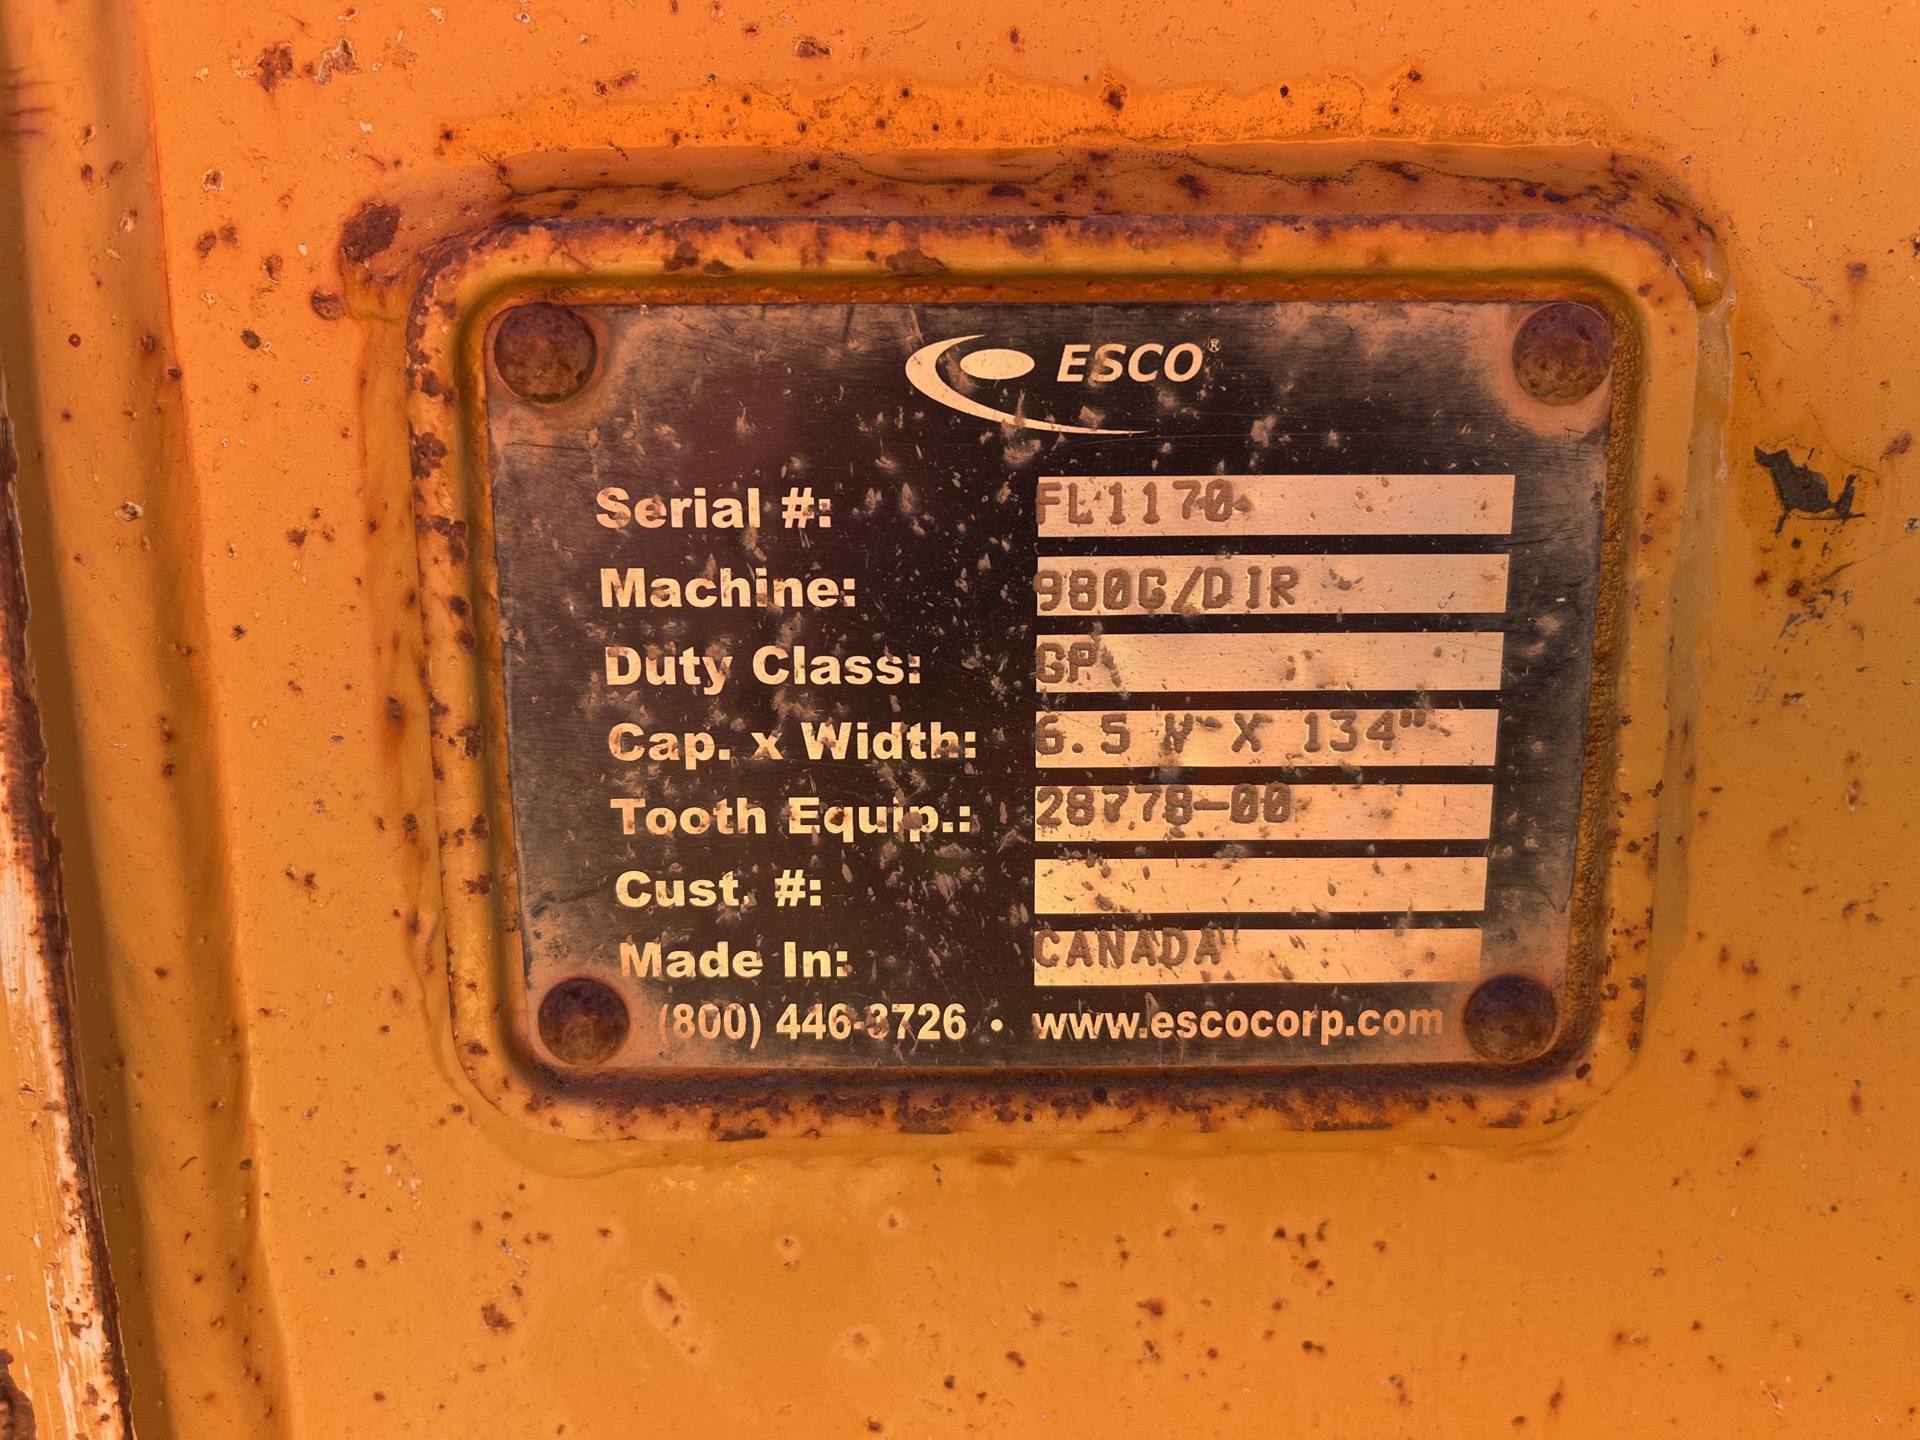 ESCO®
Serial #: FL1170
Machine: 980G/DIR
Duty Class: GP
Cap. x Width: 6.5 Y X 134"
Tooth Equip.: 28778-00
Cust. #:
Made In: CANADA
(800) 446-3726 • www.escocorp.com